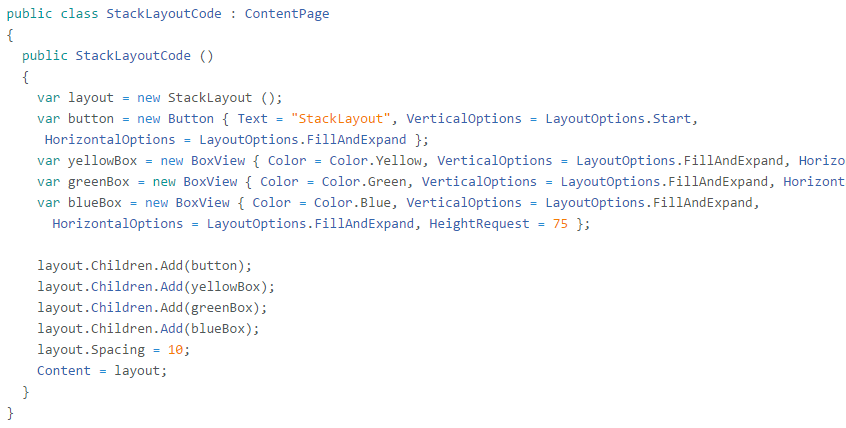 public class StackLayoutCode : ContentPage
{
  public StackLayoutCode ()
  {
    var layout = new StackLayout ();
    var button = new Button { Text = "StackLayout", VerticalOptions = LayoutOptions.Start,
     HorizontalOptions = LayoutOptions.FillAndExpand };
    var yellowBox = new BoxView { Color = Color.Yellow, VerticalOptions = LayoutOptions.FillAndExpand, Horizo
    var greenBox = new BoxView { Color = Color.Green, VerticalOptions = LayoutOptions.FillAndExpand, Horizont
    var blueBox = new BoxView { Color = Color.Blue, VerticalOptions = LayoutOptions.FillAndExpand,
      HorizontalOptions = LayoutOptions.FillAndExpand, HeightRequest = 75 };

    layout.Children.Add(button);
    layout.Children.Add(yellowBox);
    layout.Children.Add(greenBox);
    layout.Children.Add(blueBox);
    layout.Spacing = 10;
    Content = layout;
  }
}